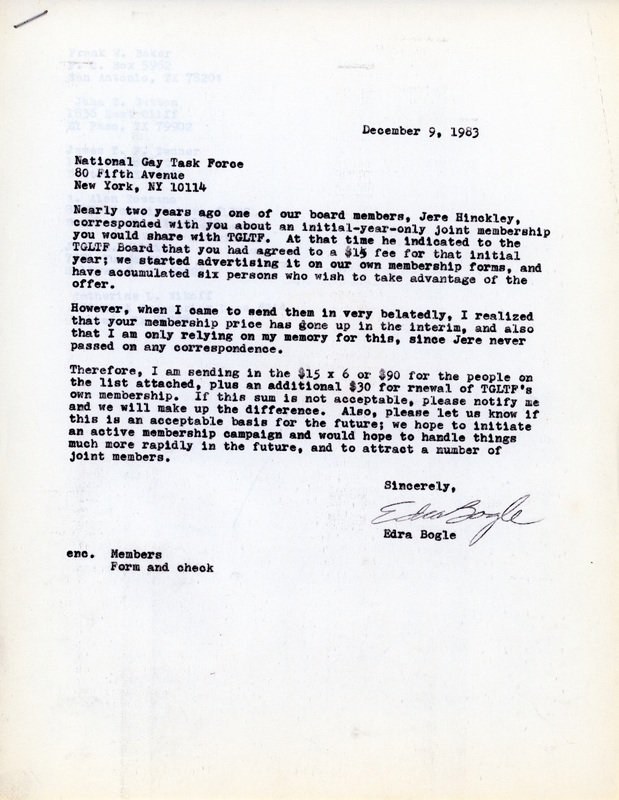 December 9, 1983
National Gay Task Force
80 Fifth Avenue
New York, NY 10114
Nearly two years ago one of our board members, Jere Hinckley,
corresponded with you about an initial-year-only joint membership
you would share with TGLTF. At that time he indicated to the
TGLTF Board that you had agreed to a $15 fee for that initial
year; we started advertising it on our own membership forms, and
have accumulated six persons who wish to take advantage of the
offer.
However, when I came to send them in very belatedly, I realized
that your membership price has gone up in the interim, and also
that I am only relying on my memory for this, since Jere never
passed on any correspondence.
Therefore, I am sending in the $15 x 6 or $90 for the people on
the list attached, plus an additional $30 for rnewal of TGLTF's
own membership. If this sum is not acceptable, please notify me
and we will make up the difference. Also, please let us know if
this is an acceptable basis for the future; we hope to initiate
an active membership campaign and would hope to handle things
much more rapidly in the future, and to attract a number of
joint members.
Sincerely,
Edra Bogle
Edra Bogle
enc. Members
Form and check